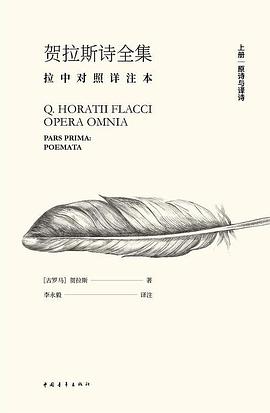 贺拉斯诗全集
拉中对照详注本
Q. HORATII FLACCI
OPERA OMNIA
PARS PRIMA:
POEMATA
上册|原诗与译诗
[古罗马] 贺拉斯 著
李永毅 译注
中国青年出版社